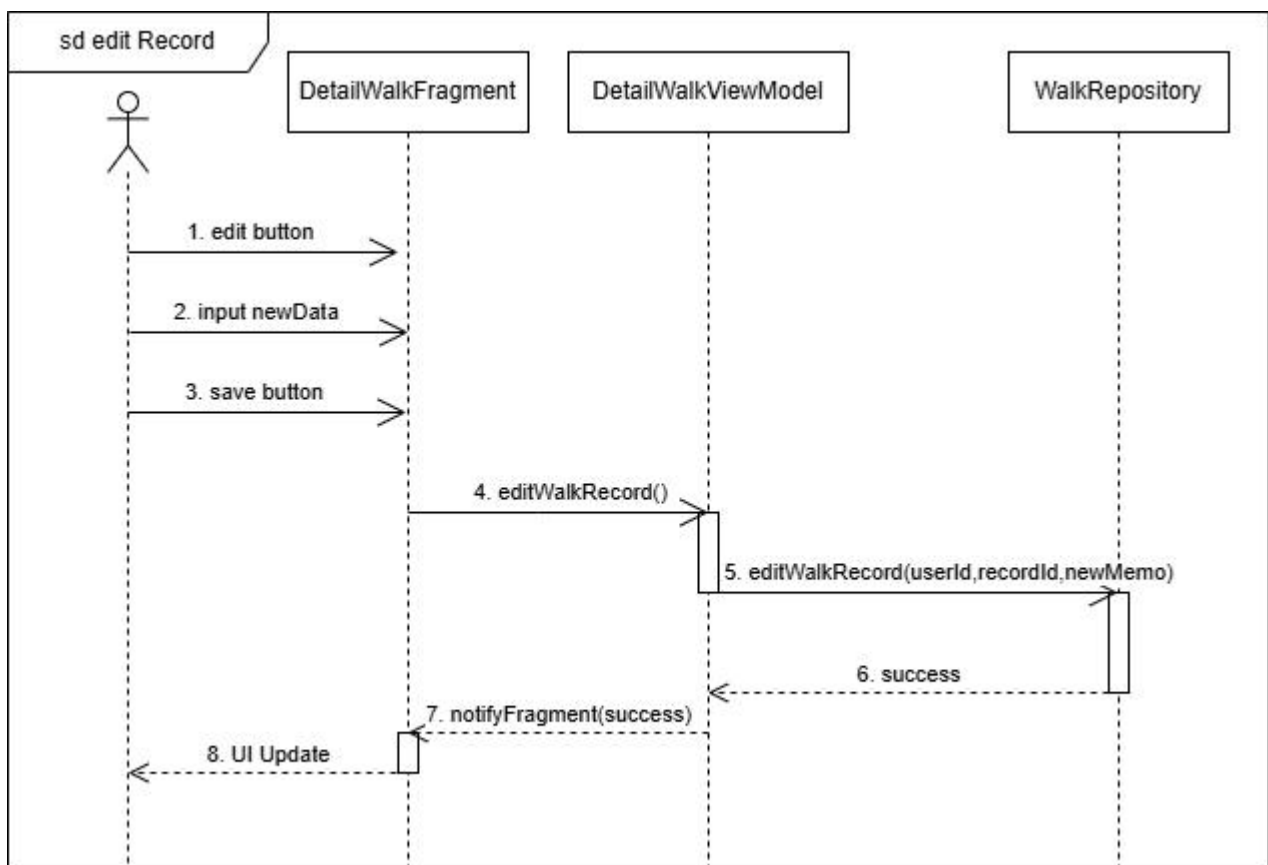 sd edit Record
DetailWalkFragment
DetailWalkViewModel
WalkRepository
1. edit button
2. input newData
3. save button
4. editWalkRecord()
5. editWalkRecord(userId,recordId,newMemo)
6. success
7. notifyFragment(success)
8. UI Update